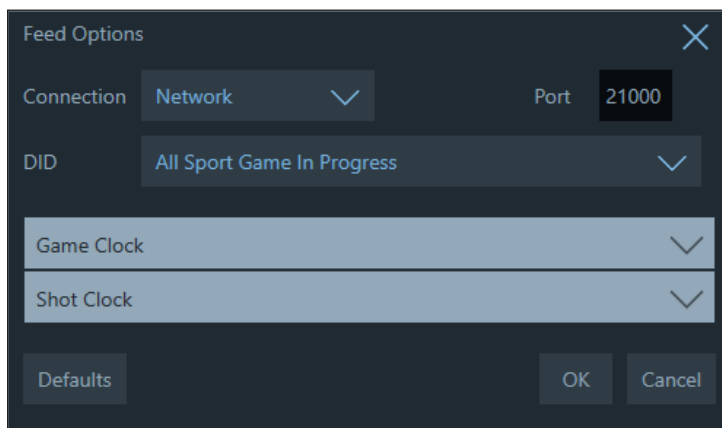 Feed Options
Connection Network Port 21000
DID All Sport Game In Progress
Game Clock
Shot Clock
Defaults OK Cancel